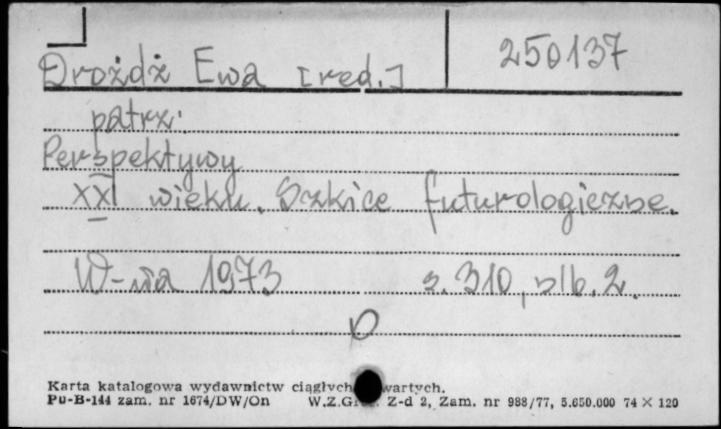 Drożdż Ewa [red.]
250137
patrz:
Perspektywy
XXI wieku. Szkice futurologiczne.
W-wa 1973 s. 310, nlb. 2.
Karta katalogowa wydawnictw ciągłych wartych.
Pu-B-144 zam. nr 1674/DW/On W.Z.G Z-d 2, Zam. nr 988/77, 5.650.000 74 × 120